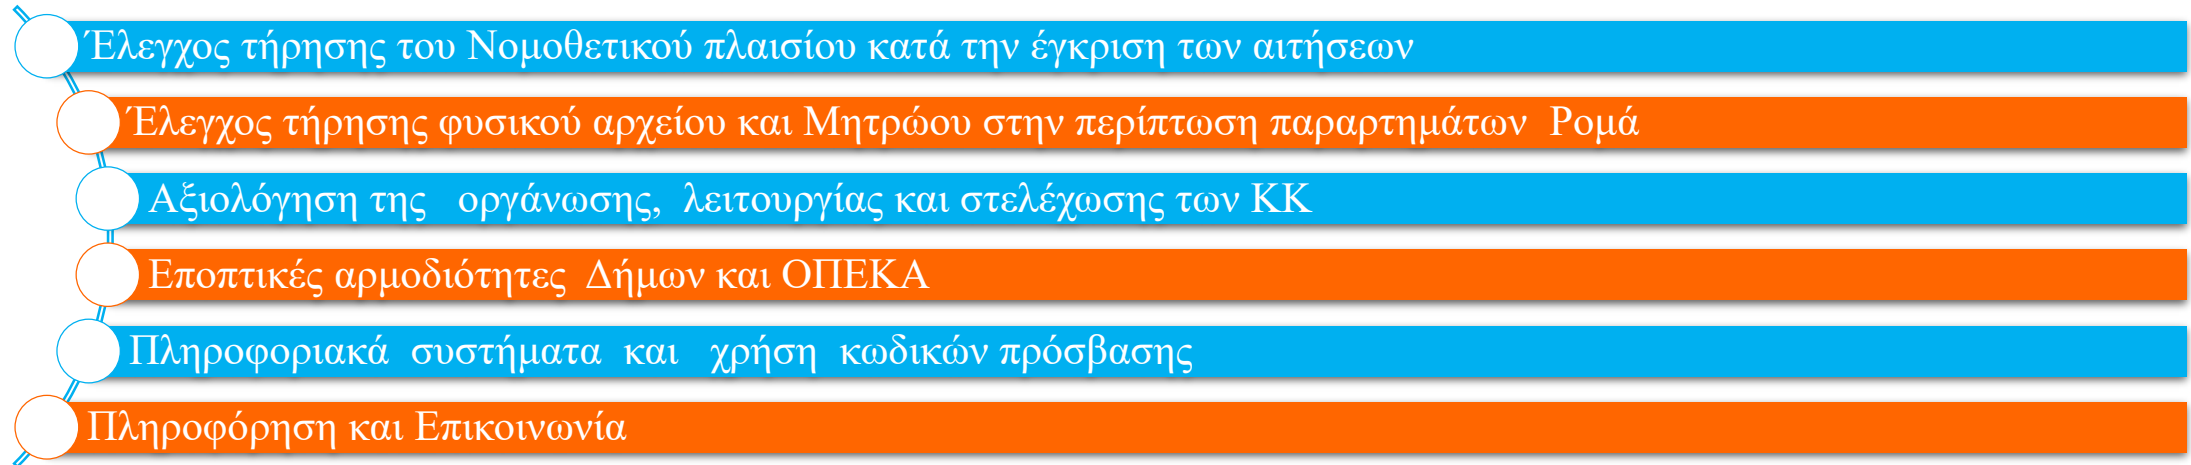 Έλεγχος τήρησης του Νομοθετικού πλαισίου κατά την έγκριση των αιτήσεων
Έλεγχος τήρησης φυσικού αρχείου και Μητρώου στην περίπτωση παραρτημάτων Ρομά
Αξιολόγηση της οργάνωσης, λειτουργίας και στελέχωσης των ΚΚ
Εποπτικές αρμοδιότητες Δήμων και ΟΠΕΚΑ
Πληροφοριακά συστήματα και χρήση κωδικών πρόσβασης
Πληροφόρηση και Επικοινωνία